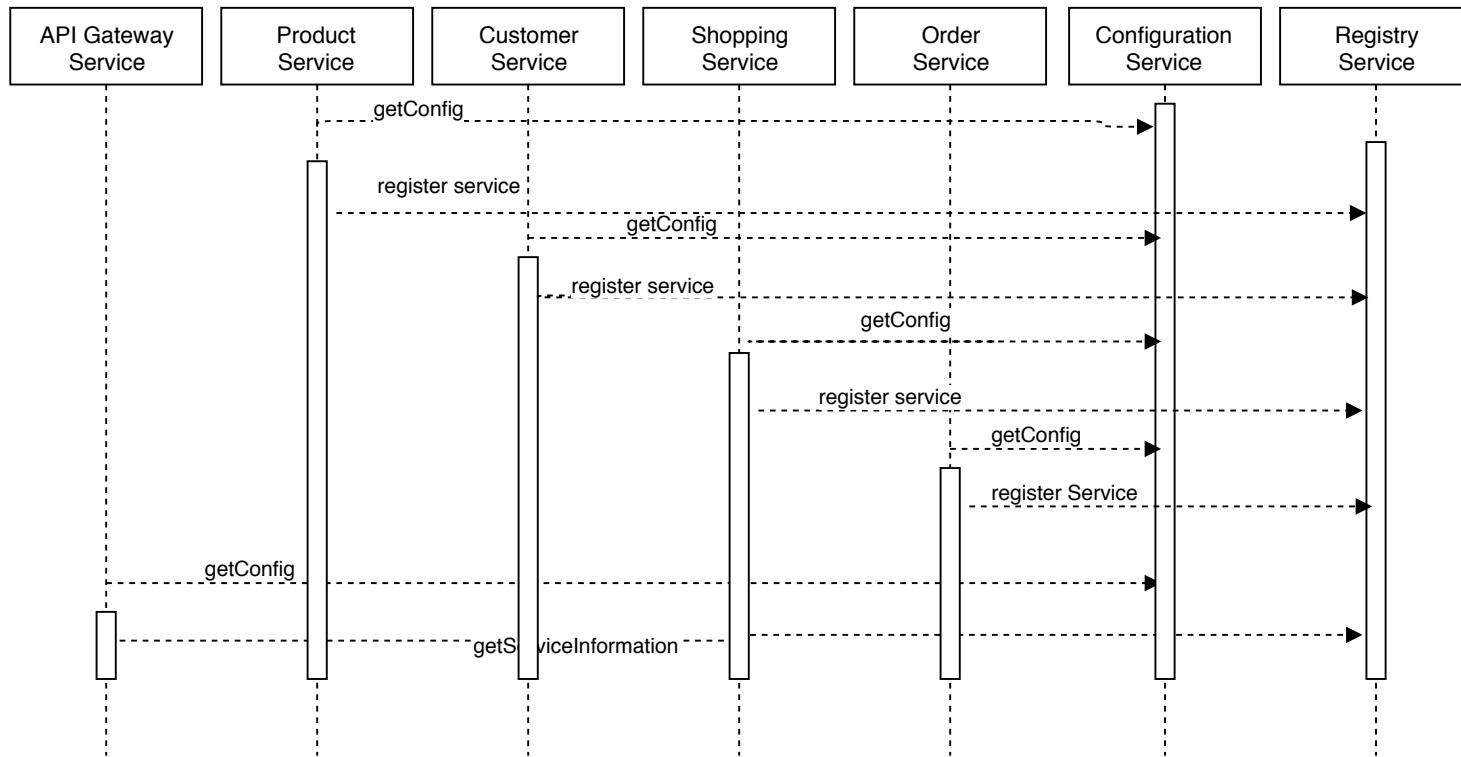 API Gateway
Service
Product
Service
Customer
Service
Shopping
Service
Order
Service
Configuration
Service
Registry
Service
getConfig
register service
getConfig
register service
getConfig
register service
getConfig
register Service
getConfig
getServiceInformation